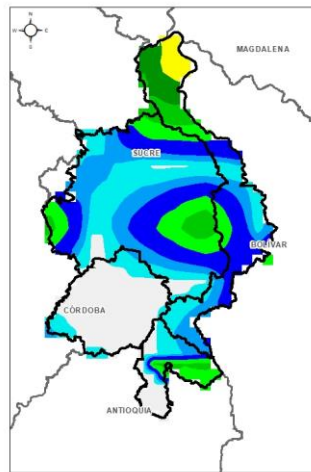 N
W E
S
MAGDALENA
SUCRE
BOLIVAR
CÓRDOBA
ANTIOQUIA